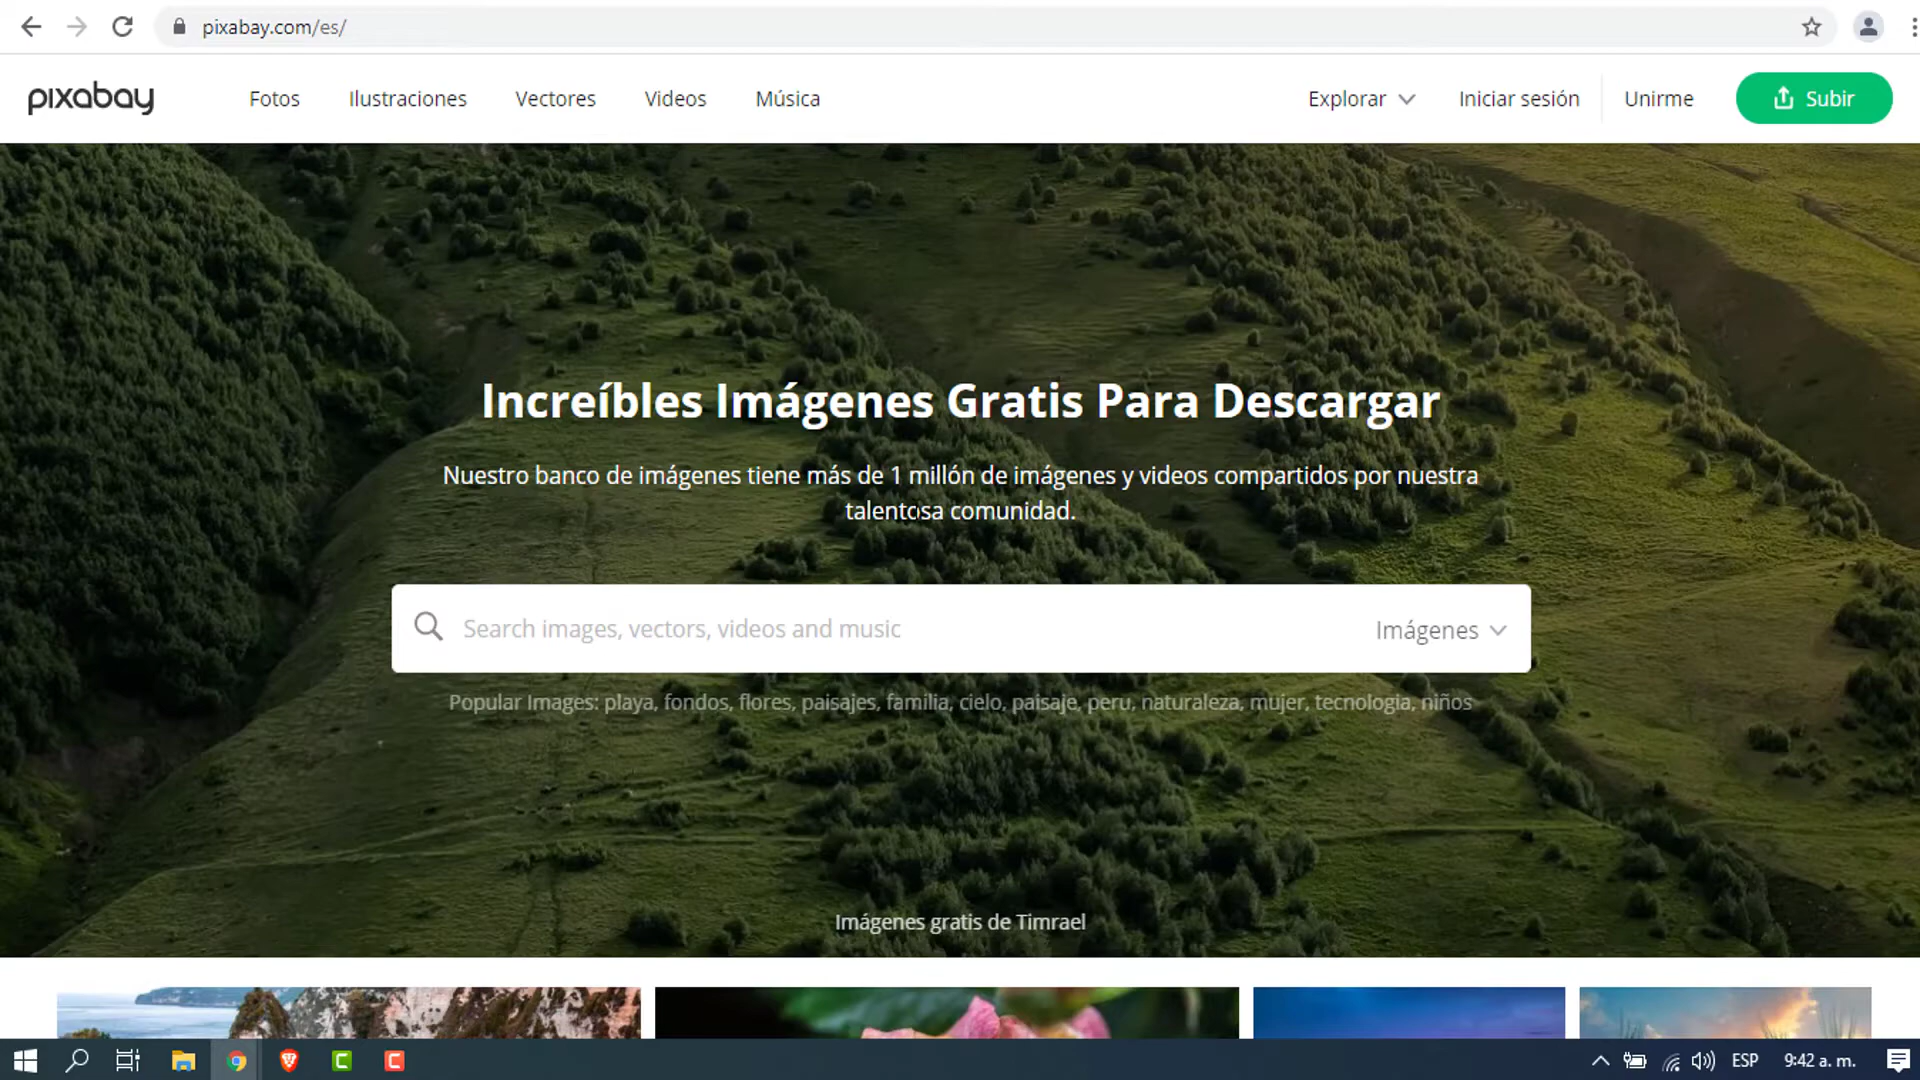 pixabay.com/es/
pixabay
Fotos
Ilustraciones
Vectores
Videos
Música
Explorar
Iniciar sesión
Unirme
Subir
Increíbles Imágenes Gratis Para Descargar
Nuestro banco de imágenes tiene más de 1 millón de imágenes y videos compartidos por nuestra
talentosa comunidad.
Search images, vectors, videos and music
Imágenes
Popular Images: playa, fondos, flores, paisajes, familia, cielo, paisaje, peru, naturaleza, mujer, tecnologia, niños
Imágenes gratis de Timrael
ESP
9:42 a. m.